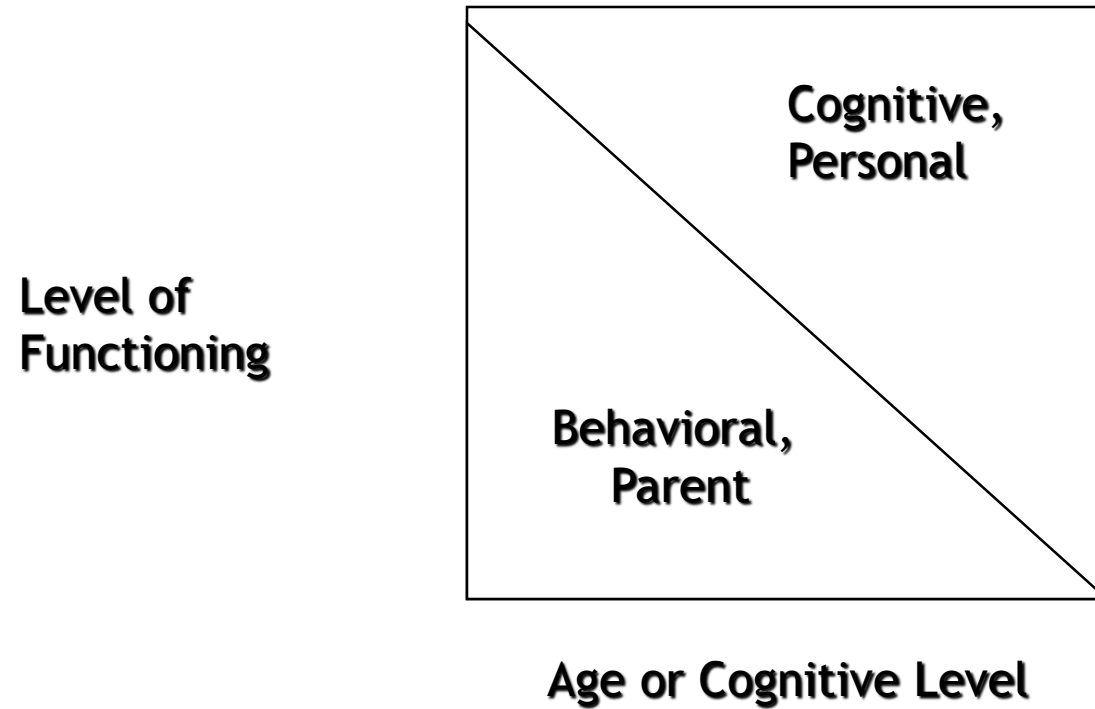 Cognitive,
Personal
Level of
Functioning
Behavioral,
Parent
Age or Cognitive Level